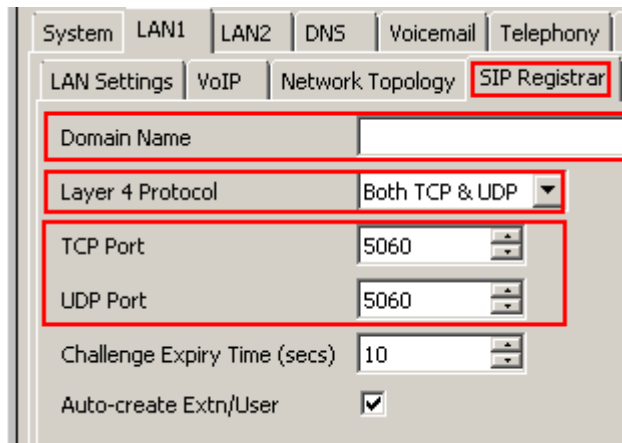 System LAN1 LAN2 DNS Voicemail Telephony
LAN Settings VoIP Network Topology SIP Registrar
Domain Name
Layer 4 Protocol Both TCP & UDP
TCP Port 5060
UDP Port 5060
Challenge Expiry Time (secs) 10
Auto-create Extn/User